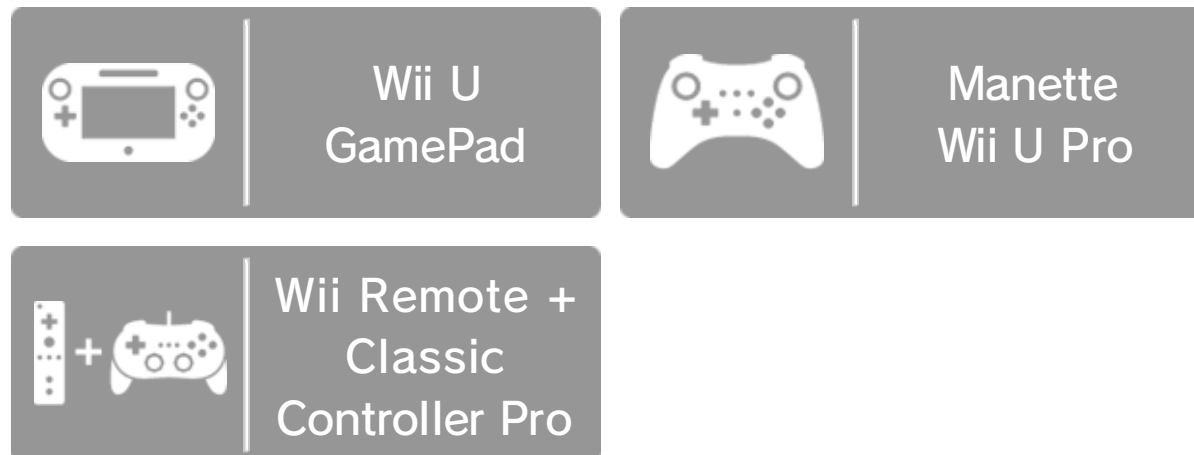 Wii U
GamePad
Manette
Wii U Pro
Wii Remote +
Classic
Controller Pro